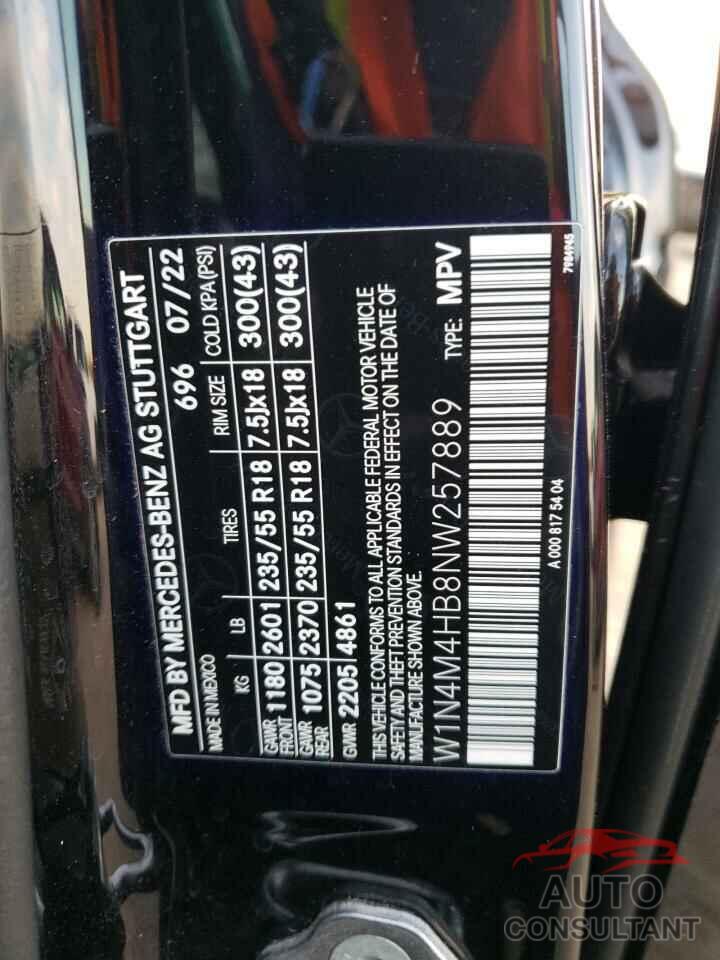 MFD BY MERCEDES-BENZ AG STUTTGART
MADE IN MEXICO 696 07/22
KG LB TIRES RIM SIZE COLD KPA(PSI)
GAWR FRONT 1180 2601 235/55 R18 7.5Jx18 300(43)
GAWR REAR 1075 2370 235/55 R18 7.5Jx18 300(43)
GWR 2205 4861
THIS VEHICLE CONFORMS TO ALL APPLICABLE FEDERAL MOTOR VEHICLE
SAFETY AND THEFT PREVENTION STANDARDS IN EFFECT ON THE DATE OF
MANUFACTURE SHOWN ABOVE.
W1N4M4HB8NW257889 TYPE: MPV
A 000 817 54 04
7984945
AUTO
CONSULTANT